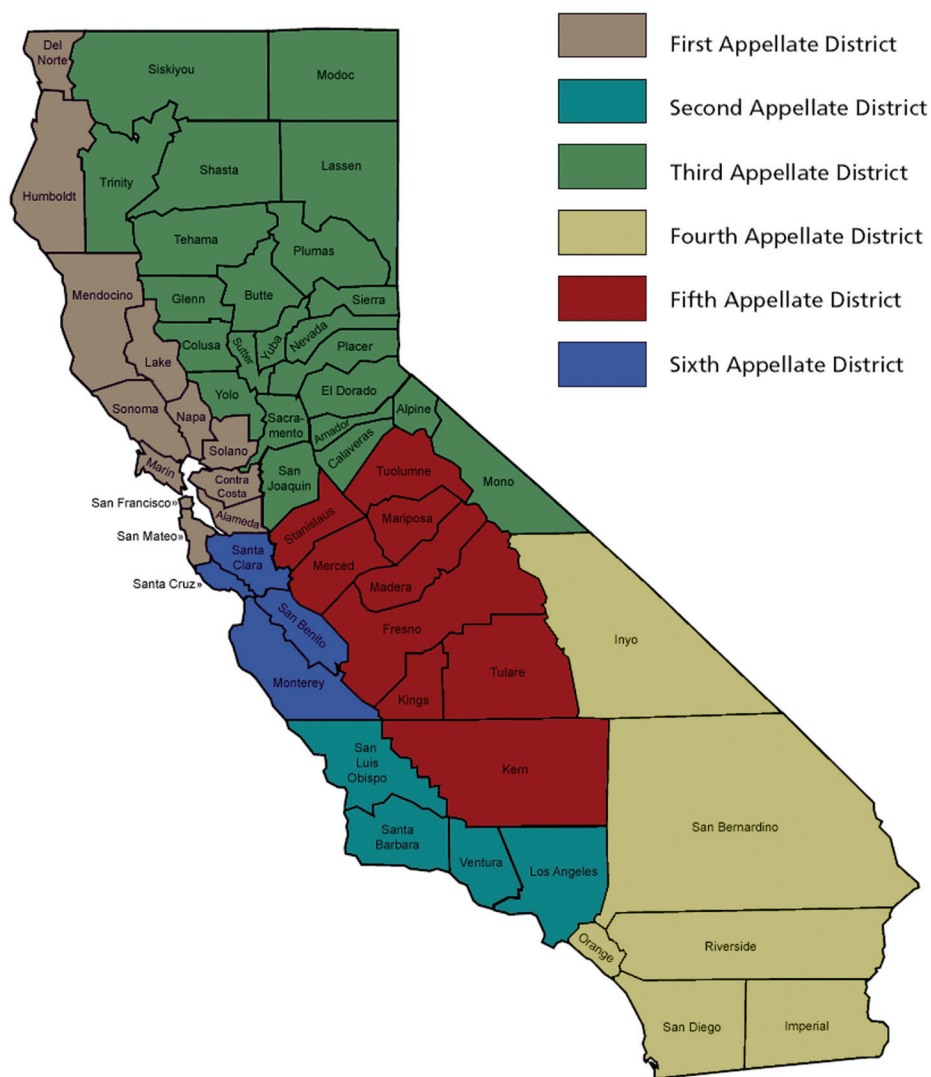 Del
Norte
Siskiyou
Modoc
First Appellate District
Second Appellate District
Third Appellate District
Fourth Appellate District
Fifth Appellate District
Sixth Appellate District
Humboldt
Trinity
Shasta
Lassen
Tehama
Plumas
Mendocino
Glenn
Butte
Sierra
Lake
Colusa
Sutter
Yuba
Nevada
Placer
Sonoma
Napa
Yolo
El Dorado
Sacra-
mento
Amador
Alpine
Solano
Calaveras
Marin
Contra
Costa
San
Joaquin
Tuolumne
Mono
San Francisco»
Alameda
Stanislaus
Mariposa
San Mateo»
Santa
Clara
Merced
Santa Cruz»
Madera
San Benito
Fresno
Inyo
Monterey
Kings
Tulare
San
Luis
Obispo
Kern
Santa
Barbara
Ventura
Los Angeles
San Bernardino
Orange
Riverside
San Diego
Imperial